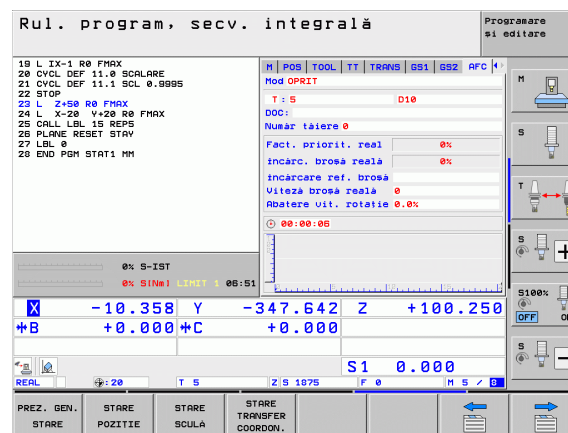 Rul. program, secv. integrală
Programare
și editare
19 L IX-1 R0 FMAX
20 CYCL DEF 11.0 SCALARE
21 CYCL DEF 11.1 SCL 0.9995
22 STOP
23 L Z+50 R0 FMAX
24 L X-20 Y+20 R0 FMAX
25 CALL LBL 15 REP5
26 PLANE RESET STAY
27 LBL 0
28 END PGM STAT1 MM
M POS TOOL TT TRANS GS1 GS2 AFC
Mod OPRIT
T : 5 D10
DOC:
Număr tăiere 0
Fact. priorit. real 0%
încărc. broșă reală 0%
încărcare ref. broșă
Viteză broșă reală 0
Abatere vit. rotație 0.0%
00:00:06
0% S-IST
0% S[Nm] LIMIT 1 06:51
X -10.358 Y -347.642 Z +100.250
B +0.000 C +0.000
S1 0.000
REAL : 20 T 5 Z S 1875 F 0 M 5 / 8
M
S
T
S
S100%
OFF
S
PREZ. GEN.
STARE
STARE
POZIȚIE
STARE
SCULĂ
STARE
TRANSFER
COORDON.